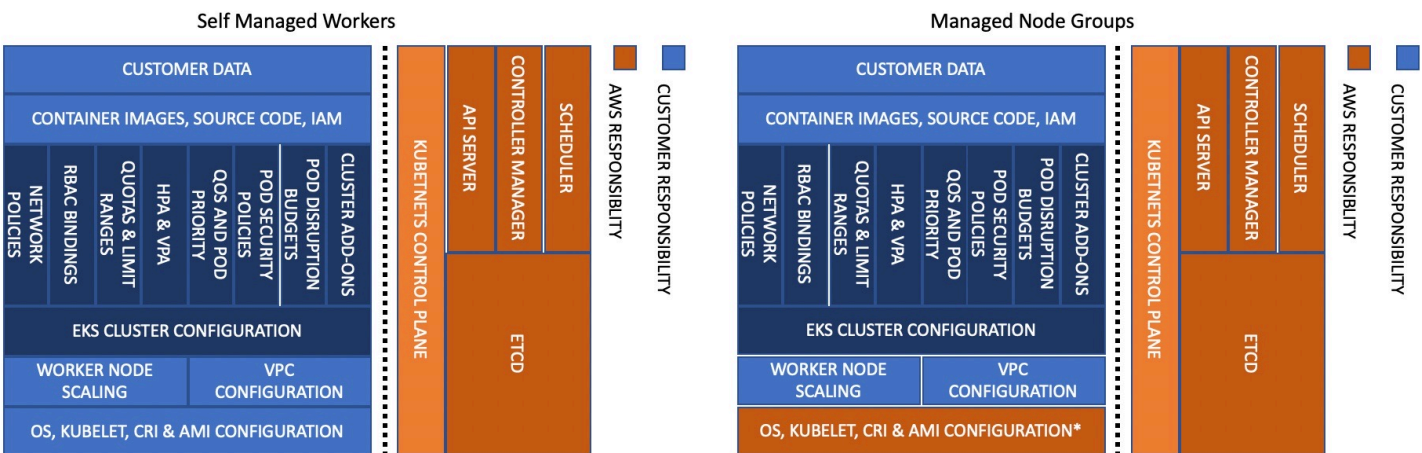 Self Managed Workers
CUSTOMER DATA
CONTAINER IMAGES, SOURCE CODE, IAM
NETWORK
POLICIES
RBAC BINDINGS
QUOTAS & LIMIT
RANGES
HPA & VPA
QOS AND POD
PRIORITY
POD SECURITY
POLICIES
POD DISRUPTION
BUDGETS
CLUSTER ADD-ONS
EKS CLUSTER CONFIGURATION
WORKER NODE
SCALING
VPC
CONFIGURATION
OS, KUBELET, CRI & AMI CONFIGURATION
KUBETNETS CONTROL PLANE
API SERVER
CONTROLLER MANAGER
SCHEDULER
ETCD
AWS RESPONSIBLITY
CUSTOMER RESPONSIBILITY
Managed Node Groups
CUSTOMER DATA
CONTAINER IMAGES, SOURCE CODE, IAM
NETWORK
POLICIES
RBAC BINDINGS
QUOTAS & LIMIT
RANGES
HPA & VPA
QOS AND POD
PRIORITY
POD SECURITY
POLICIES
POD DISRUPTION
BUDGETS
CLUSTER ADD-ONS
EKS CLUSTER CONFIGURATION
WORKER NODE
SCALING
VPC
CONFIGURATION
OS, KUBELET, CRI & AMI CONFIGURATION*
KUBETNETS CONTROL PLANE
API SERVER
CONTROLLER MANAGER
SCHEDULER
ETCD
AWS RESPONSIBLITY
CUSTOMER RESPONSIBILITY